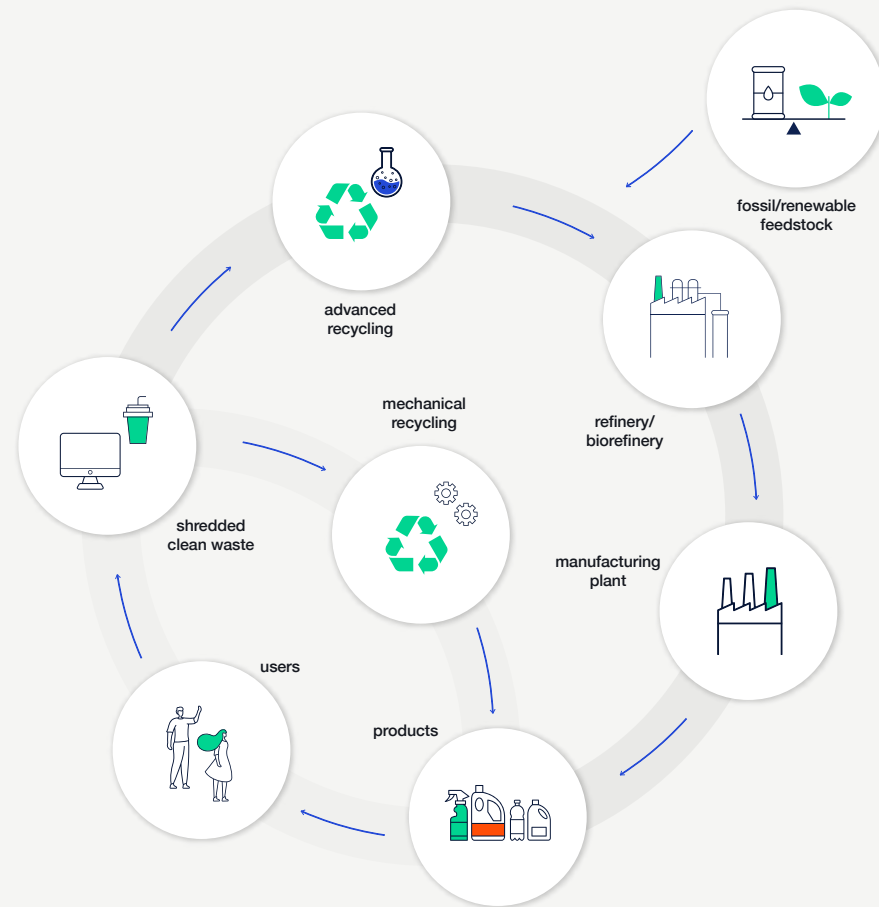 fossil/renewable
feedstock
advanced
recycling
mechanical
recycling
refinery/
biorefinery
shredded
clean waste
manufacturing
plant
users
products